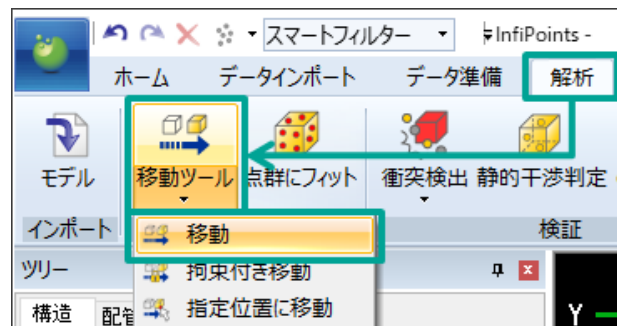 スマートフィルター InfiPoints -
ホーム データインポート データ準備 解析
モデル 移動ツール 点群にフィット 衝突検出 静的干渉判定
インポート 検証
移動
ツリー 拘束付き移動
構造 指定位置に移動 Y